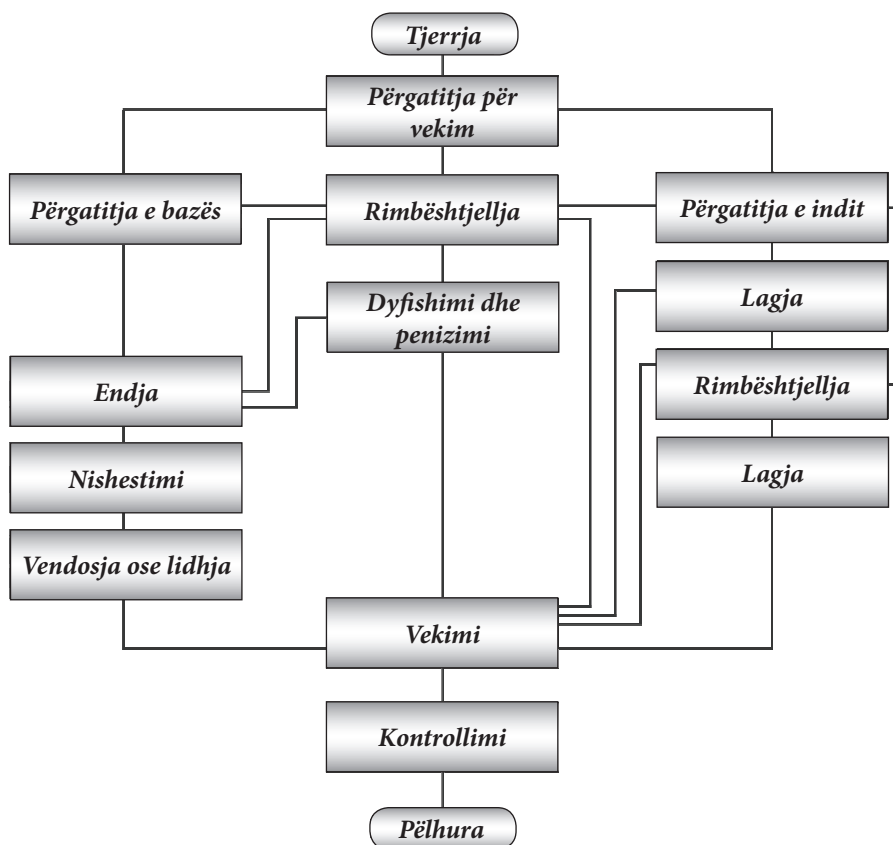 Tjerrja
Përgatitja për
vekim
Përgatitja e bazës
Rimbështjellja
Përgatitja e indit
Lagja
Dyfishimi dhe
penizimi
Endja
Rimbështjellja
Nishestimi
Lagja
Vendosja ose lidhja
Vekimi
Kontrollimi
Pëlhura